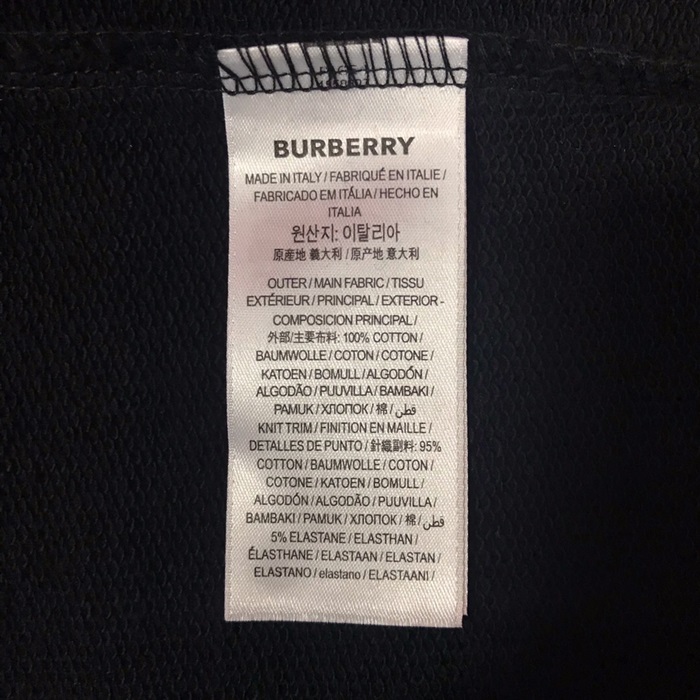 BURBERRY
MADE IN ITALY / FABRIQUÉ EN ITALIE /
FABRICADO EM ITÁLIA / HECHO EN
ITALIA
원산지: 이탈리아
原産地 義大利 / 原产地 意大利
OUTER / MAIN FABRIC / TISSU
EXTÉRIEUR / PRINCIPAL / EXTERIOR -
COMPOSICION PRINCIPAL /
外部/主要布料: 100% COTTON /
BAUMWOLLE / COTON / COTONE /
KATOEN / BOMULL / ALGODÓN /
ALGODÃO / PUUVILLA / BAMBAKI /
PAMUK / ХЛОПОК / 棉 / قطن /
KNIT TRIM / FINITION EN MAILLE /
DETALLES DE PUNTO / 針織副料: 95%
COTTON / BAUMWOLLE / COTON /
COTONE / KATOEN / BOMULL /
ALGODÓN / ALGODÃO / PUUVILLA /
BAMBAKI / PAMUK / ХЛОПОК / 棉 / قطن
5% ELASTANE / ELASTHAN /
ÉLASTHANE / ELASTAAN / ELASTAN /
ELASTANO / elastano / ELASTAANI /